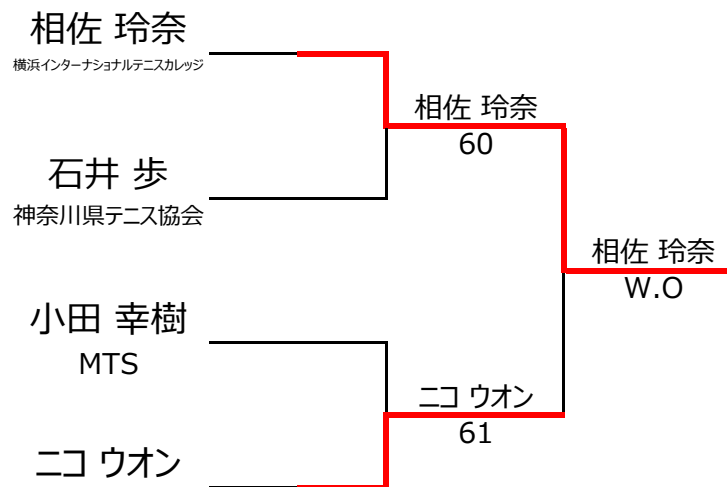 相佐 玲奈
横浜インターナショナルテニスカレッジ
相佐 玲奈
60
石井 歩
神奈川県テニス協会
相佐 玲奈
W.O
小田 幸樹
MTS
ニコ ウオン
61
ニコ ウオン